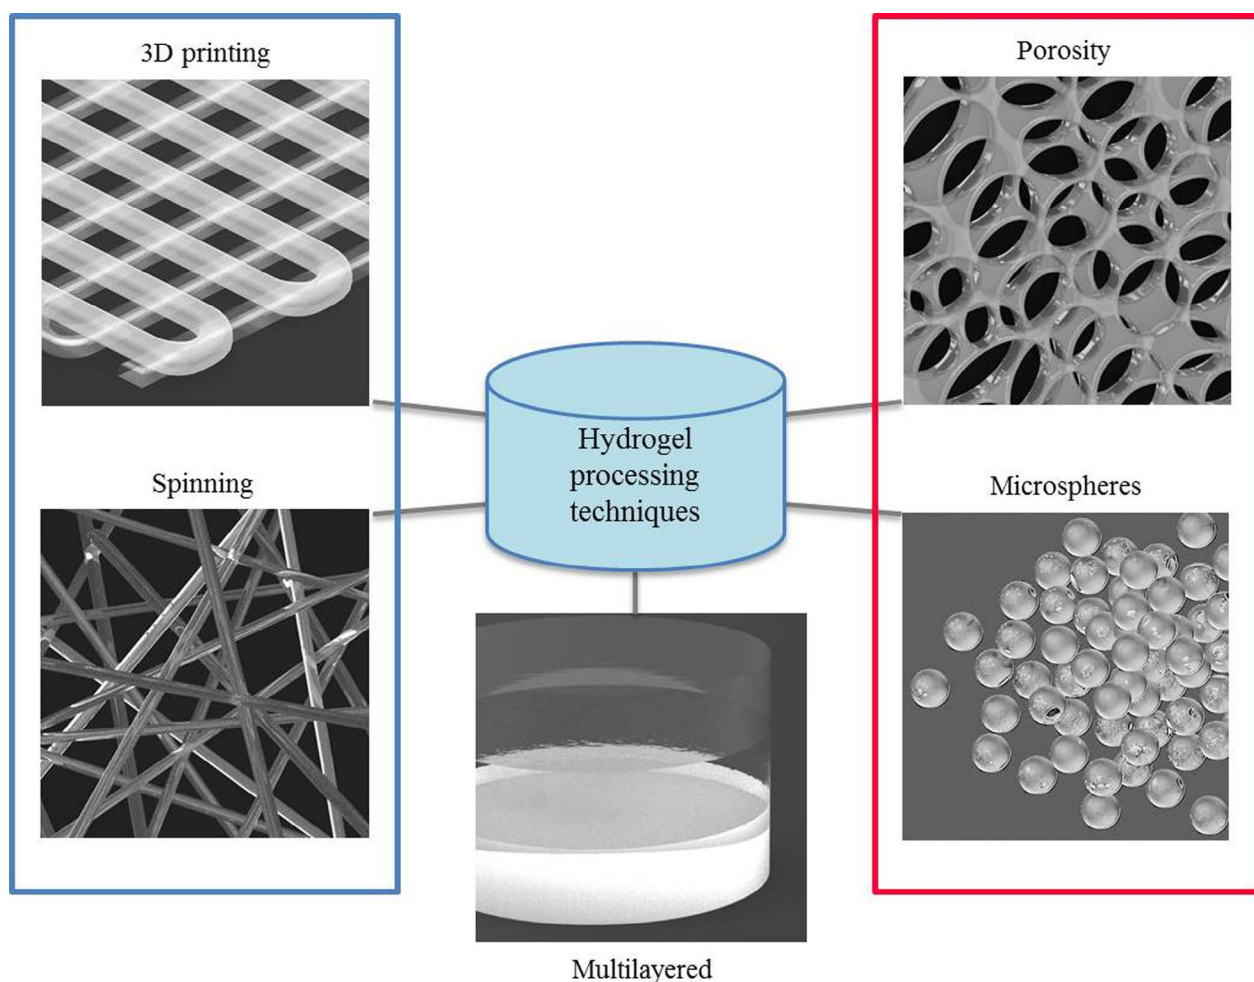 3D printing
Porosity
Hydrogel
processing
techniques
Spinning
Microspheres
Multilayered